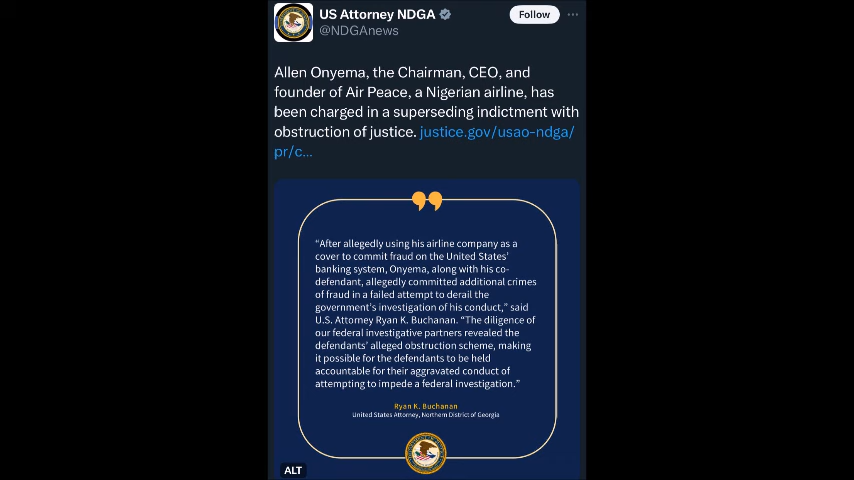 US Attorney NDGA
Follow
@NDGAnews
Allen Onyema, the Chairman, CEO, and
founder of Air Peace, a Nigerian airline, has
been charged in a superseding indictment with
obstruction of justice. justice.gov/usao-ndga/
pr/c...
“After allegedly using his airline company as a
cover to commit fraud on the United States’
banking system, Onyema, along with his co-
defendant, allegedly committed additional crimes
of fraud in a failed attempt to derail the
government’s investigation of his conduct,” said
U.S. Attorney Ryan K. Buchanan. “The diligence of
our federal investigative partners revealed the
defendants’ alleged obstruction scheme, making
it possible for the defendants to be held
accountable for their aggravated conduct of
attempting to impede a federal investigation.”
Ryan K. Buchanan
United States Attorney, Northern District of Georgia
ALT